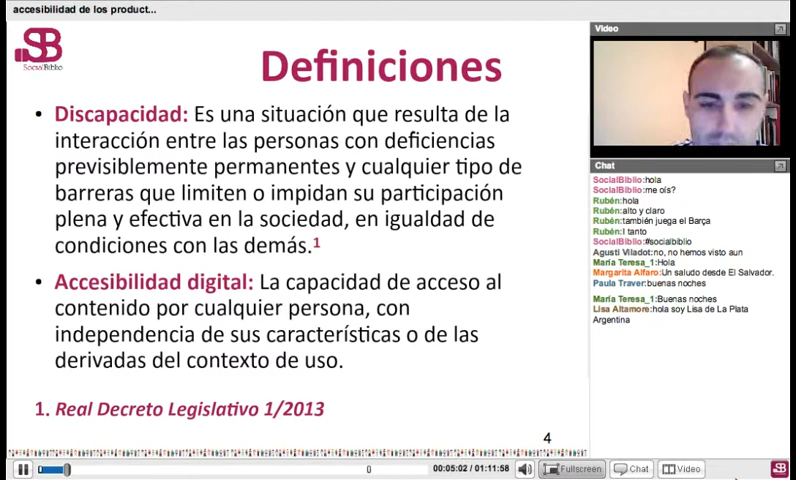 accesibilidad de los product...
SB
SocialBiblio
Definiciones
• Discapacidad: Es una situación que resulta de la
interacción entre las personas con deficiencias
previsiblemente permanentes y cualquier tipo de
barreras que limiten o impidan su participación
plena y efectiva en la sociedad, en igualdad de
condiciones con las demás.1
• Accesibilidad digital: La capacidad de acceso al
contenido por cualquier persona, con
independencia de sus características o de las
derivadas del contexto de uso.
1. Real Decreto Legislativo 1/2013
4
Video
Chat
SocialBiblio:hola
SocialBiblio:me oís?
Rubén:hola
Rubén:alto y claro
Rubén:también juega el Barça
Rubén:I tanto
SocialBiblio:#socialbiblio
Agusti Viladot:no, no hemos visto aun
María Teresa_1:Hola
Margarita Alfaro:Un saludo desde El Salvador.
Paula Traver:buenas noches
María Teresa_1:Buenas noches
Lisa Altamore:hola soy Lisa de La Plata
Argentina
00:05:02 / 01:11:58
Fullscreen
Chat
Video
SB